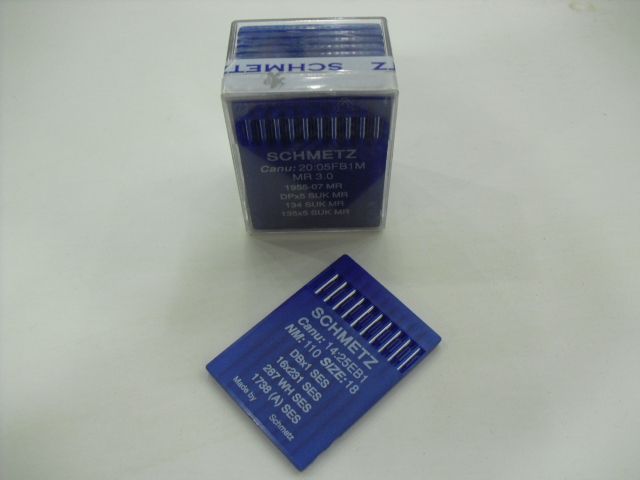 TZ SCHMETZ
SCHMETZ
Canu: 20:05FB1M
MR 3.0
1955-07 MR
DPx5 SUK MR
134 SUK MR
135x5 SUK MR
SCHMETZ
Canu: 14:25EB1
NM: 110 SIZE: 18
DBx1 SES
16x231 SES
287 WH SES
1738 (A) SES
Made by Schmetz